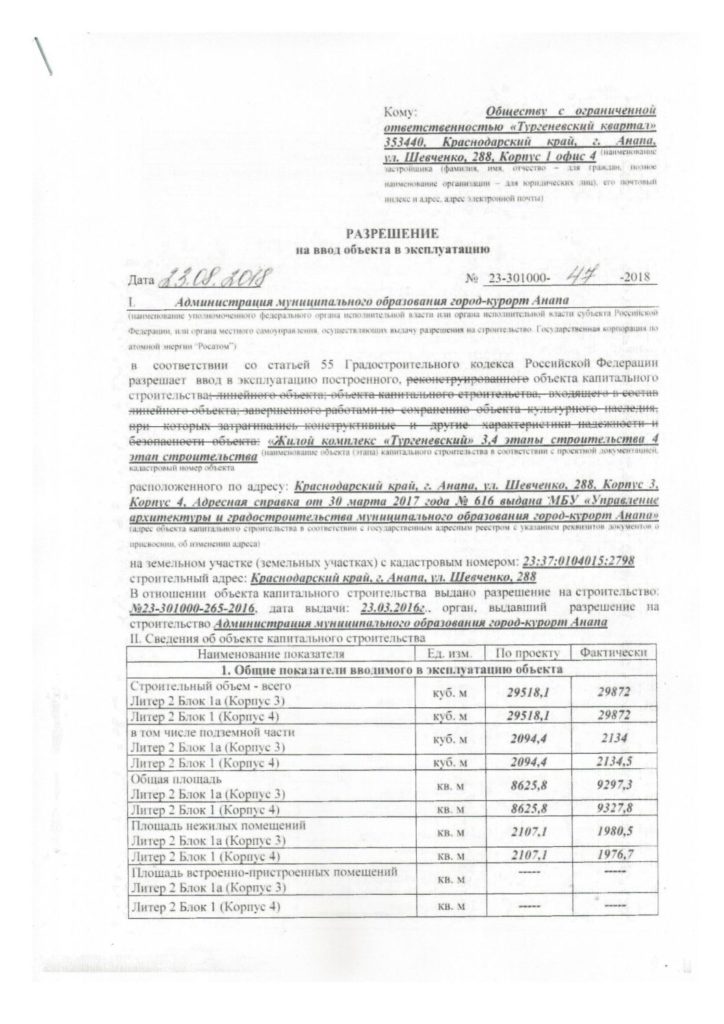 Кому: Обществу с ограниченной
ответственностью «Тургеневский квартал»
353440, Краснодарский край, г. Анапа,
ул. Шевченко, 288, Корпус 1 офис 4 (наименование
застройщика (фамилия, имя, отчество – для граждан, полное
наименование организации – для юридических лиц), его почтовый
индекс и адрес, адрес электронной почты)
РАЗРЕШЕНИЕ
на ввод объекта в эксплуатацию
Дата 23.08.2018 № 23-301000- 47 -2018
I. Администрация муниципального образования город-курорт Анапа
(наименование уполномоченного федерального органа исполнительной власти или органа исполнительной власти субъекта Российской
Федерации, или органа местного самоуправления, осуществляющих выдачу разрешения на строительство. Государственная корпорация по
атомной энергии "Росатом")
в соответствии со статьей 55 Градостроительного кодекса Российской Федерации
разрешает ввод в эксплуатацию построенного, реконструированного объекта капитального
строительства; линейного объекта; объекта капитального строительства, входящего в состав
линейного объекта; завершенного работами по сохранению объекта культурного наследия,
при которых затрагивались конструктивные и другие характеристики надежности и
безопасности объекта: «Жилой комплекс «Тургеневский» 3,4 этапы строительства 4
этап строительства (наименование объекта (этапа) капитального строительства в соответствии с проектной документацией,
кадастровый номер объекта
расположенного по адресу: Краснодарский край, г. Анапа, ул. Шевченко, 288, Корпус 3,
Корпус 4, Адресная справка от 30 марта 2017 года № 616 выдана МБУ «Управление
архитектуры и градостроительства муниципального образования город-курорт Анапа»
(адрес объекта капитального строительства в соответствии с государственным адресным реестром с указанием реквизитов документов о
присвоении, об изменении адреса)
на земельном участке (земельных участках) с кадастровым номером: 23:37:0104015:2798
строительный адрес: Краснодарский край, г. Анапа, ул. Шевченко, 288
В отношении объекта капитального строительства выдано разрешение на строительство:
№23-301000-265-2016, дата выдачи: 23.03.2016г., орган, выдавший разрешение на
строительство Администрация муниципального образования город-курорт Анапа
II. Сведения об объекте капитального строительства
Наименование показателя Ед. изм. По проекту Фактически
1. Общие показатели вводимого в эксплуатацию объекта
Строительный объем - всего
Литер 2 Блок 1а (Корпус 3) куб. м 29518,1 29872
Литер 2 Блок 1 (Корпус 4) куб. м 29518,1 29872
в том числе подземной части
Литер 2 Блок 1а (Корпус 3) куб. м 2094,4 2134
Литер 2 Блок 1 (Корпус 4) куб. м 2094,4 2134,5
Общая площадь
Литер 2 Блок 1а (Корпус 3) кв. м 8625,8 9297,3
Литер 2 Блок 1 (Корпус 4) кв. м 8625,8 9327,8
Площадь нежилых помещений
Литер 2 Блок 1а (Корпус 3) кв. м 2107,1 1980,5
Литер 2 Блок 1 (Корпус 4) кв. м 2107,1 1976,7
Площадь встроенно-пристроенных помещений
Литер 2 Блок 1а (Корпус 3) кв. м ----- -----
Литер 2 Блок 1 (Корпус 4) кв. м ----- -----